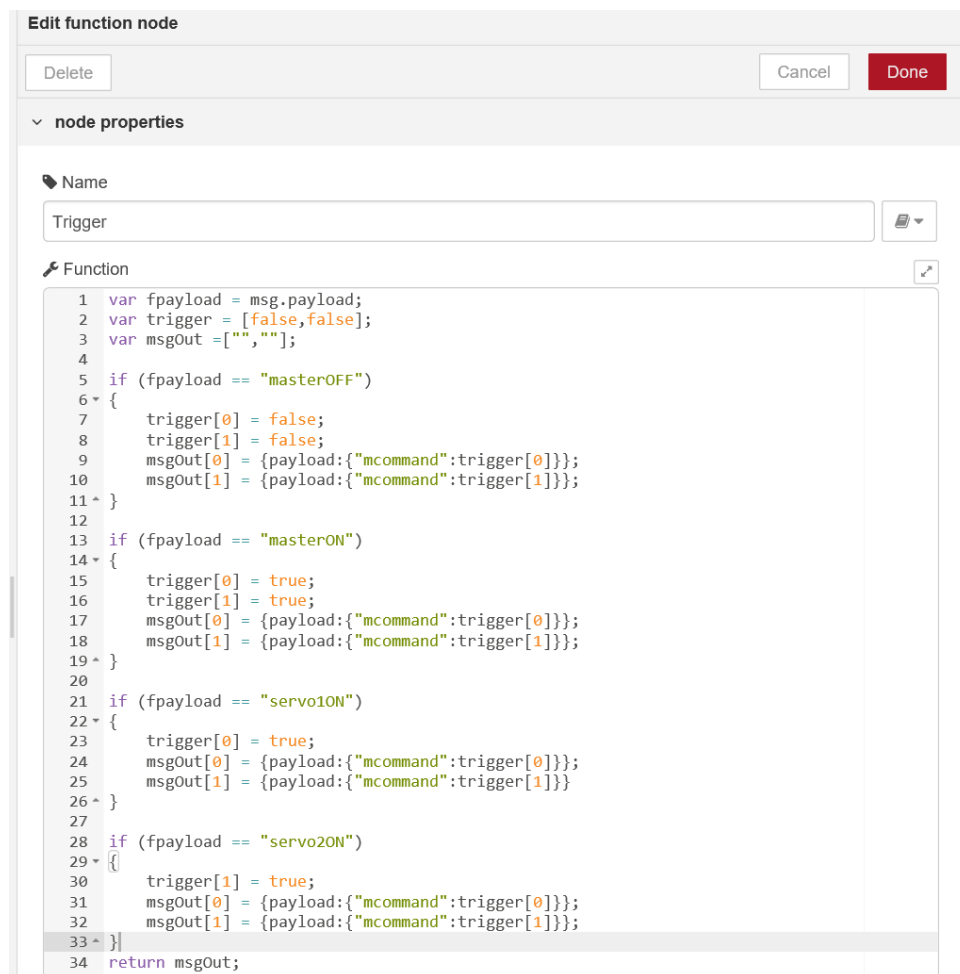 Edit function node
Delete
Cancel
Done
node properties
Name
Trigger
Function
1 var fpayload = msg.payload;
2 var trigger = [false,false];
3 var msgOut =["",""];
4
5 if (fpayload == "masterOFF")
6 {
7 trigger[0] = false;
8 trigger[1] = false;
9 msgOut[0] = {payload:{"mcommand":trigger[0]}};
10 msgOut[1] = {payload:{"mcommand":trigger[1]}};
11 }
12
13 if (fpayload == "masterON")
14 {
15 trigger[0] = true;
16 trigger[1] = true;
17 msgOut[0] = {payload:{"mcommand":trigger[0]}};
18 msgOut[1] = {payload:{"mcommand":trigger[1]}};
19 }
20
21 if (fpayload == "servo1ON")
22 {
23 trigger[0] = true;
24 msgOut[0] = {payload:{"mcommand":trigger[0]}};
25 msgOut[1] = {payload:{"mcommand":trigger[1]}}
26 }
27
28 if (fpayload == "servo2ON")
29 {
30 trigger[1] = true;
31 msgOut[0] = {payload:{"mcommand":trigger[0]}};
32 msgOut[1] = {payload:{"mcommand":trigger[1]}};
33 }
34 return msgOut;